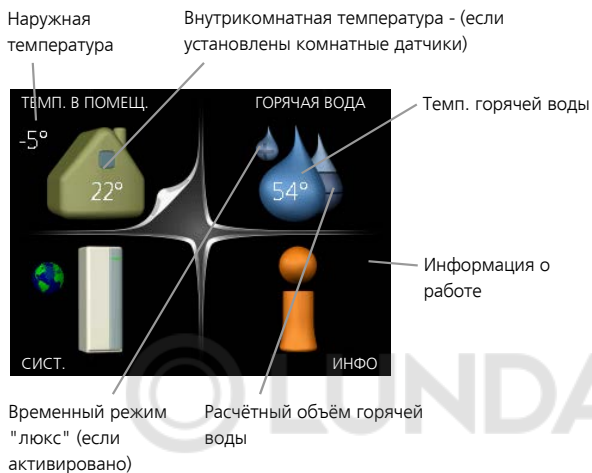 Наружная
температура
Внутрикомнатная температура - (если
установлены комнатные датчики)
ТЕМП. В ПОМЕЩ.
ГОРЯЧАЯ ВОДА
Темп. горячей воды
-5°
22°
54°
Информация о
работе
СИСТ.
ИНФО
LUNDA
Временный режим
"люкс" (если
активировано)
Расчётный объём горячей
воды